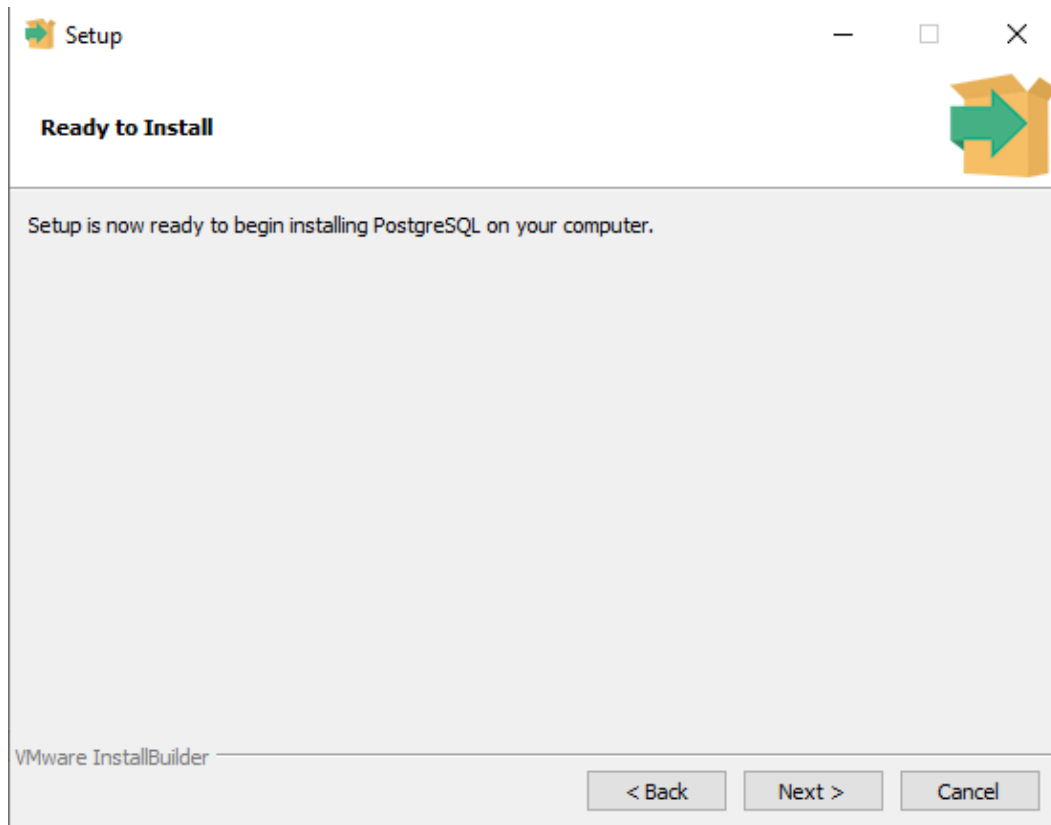 Setup
Ready to Install
Setup is now ready to begin installing PostgreSQL on your computer.
VMware InstallBuilder
< Back
Next >
Cancel